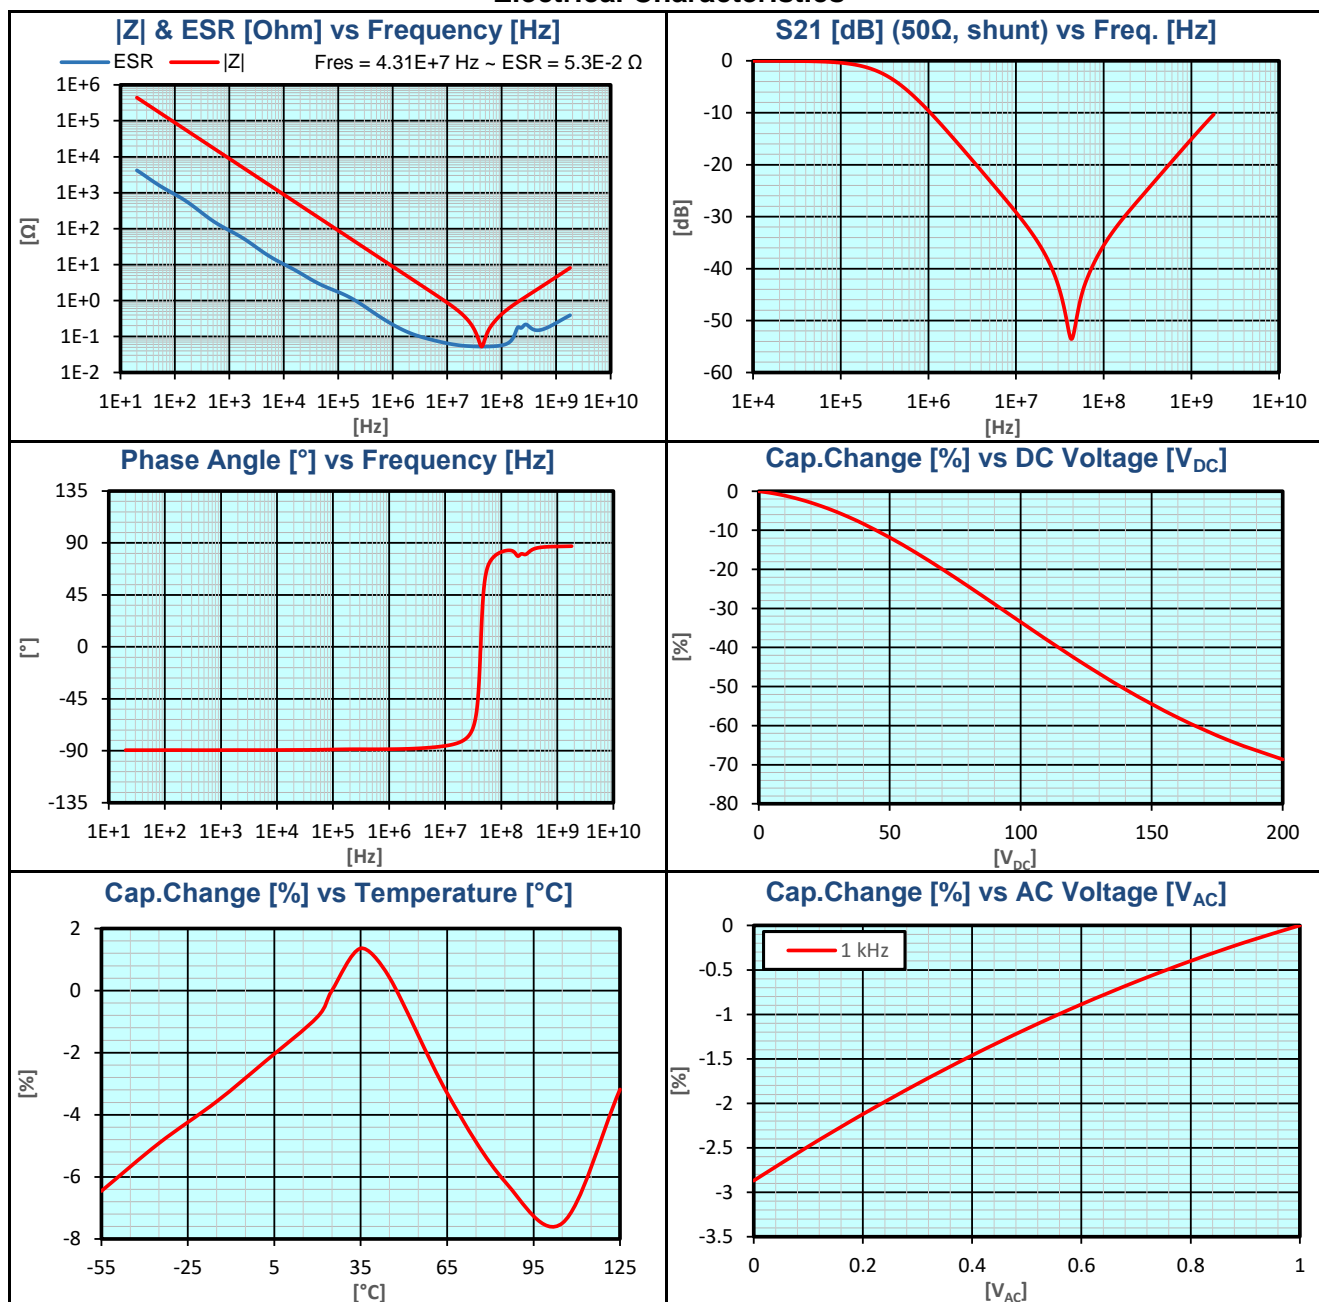 |Z| & ESR [Ohm] vs Frequency [Hz]
ESR |Z| Fres = 4.31E+7 Hz ~ ESR = 5.3E-2 Ω
1E+6
1E+5
1E+4
1E+3
1E+2
1E+1
1E+0
1E-1
1E-2
[Ω]
1E+1 1E+2 1E+3 1E+4 1E+5 1E+6 1E+7 1E+8 1E+9 1E+10
[Hz]
S21 [dB] (50Ω, shunt) vs Freq. [Hz]
0
-10
-20
-30
-40
-50
-60
[dB]
1E+4 1E+5 1E+6 1E+7 1E+8 1E+9 1E+10
[Hz]
Phase Angle [°] vs Frequency [Hz]
135
90
45
0
-45
-90
-135
[°]
1E+1 1E+2 1E+3 1E+4 1E+5 1E+6 1E+7 1E+8 1E+9 1E+10
[Hz]
Cap.Change [%] vs DC Voltage [VDC]
0
-10
-20
-30
-40
-50
-60
-70
-80
[%]
0 50 100 150 200
[VDC]
Cap.Change [%] vs Temperature [°C]
2
0
-2
-4
-6
-8
[%]
-55 -25 5 35 65 95 125
[°C]
Cap.Change [%] vs AC Voltage [VAC]
1 kHz
0
-0.5
-1
-1.5
-2
-2.5
-3
-3.5
[%]
0 0.2 0.4 0.6 0.8 1
[VAC]